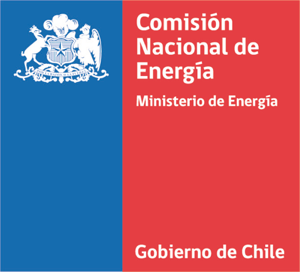 Comisión
Nacional de
Energía
Ministerio de Energía
Gobierno de Chile